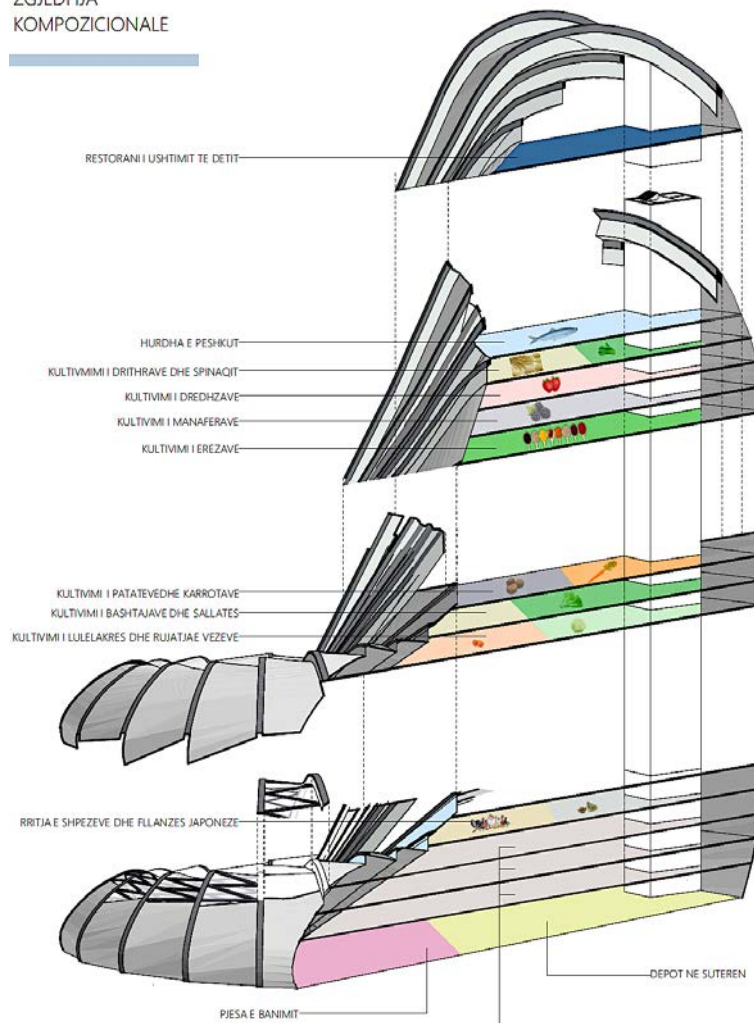 ZGJEDHJA
KOMPOZICIONALE
RESTORANI I USHTIMIT TE DETIT
HURDHA E PESHKUT
KULTIVMIMI I DRITHRAVE DHE SPINAQIT
KULTIVIMI I DREDHZAVE
KULTIVIMI I MANAFERAVE
KULTIVIMI I EREZAVE
KULTIVIMI I PATATEVEDHE KARROTAVE
KULTIVIMI I BASHTAJAVE DHE SALLATES
KULTIVIMI I LULELAKRES DHE RUJATJAE VEZEVE
RRITJA E SHPEZEVE DHE FLLANZES JAPONEZE
DEPOT NE SUTEREN
PJESA E BANIMIT